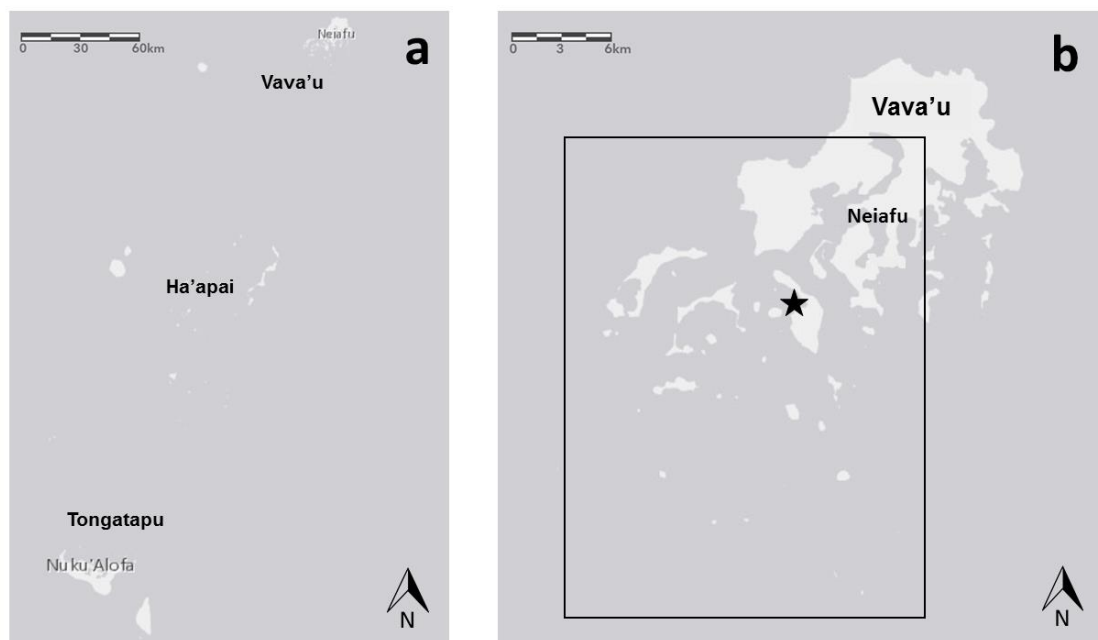 a
0 30 60km
Neiafu
Vava'u
Ha'apai
Tongatapu
Nuku'Alofa
N
b
0 3 6km
Vava'u
Neiafu
N